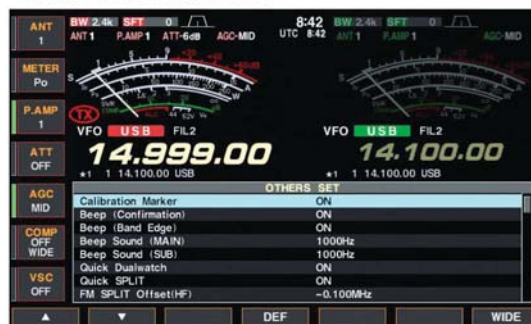 ANT
1
METER
Po
P.AMP
1
ATT
OFF
AGC
MID
COMP
OFF
WIDE
VSC
OFF
BW 2.4k SFT 0
ANT 1 P.AMP 1 ATT-6dB AGC-MID
8:42
UTC 8:42
BW 2.4k SFT 0
ANT 1 P.AMP 1 AGC-MID
TX
VFO USB FIL2
14.999.00
★1 1 14.100.00 USB
VFO USB FIL2
14.100.00
★1 1 14.100.00 USB
OTHERS SET
Calibration Marker ON
Beep (Confirmation) ON
Beep (Band Edge) ON
Beep Sound (MAIN) 1000Hz
Beep Sound (SUB) 1000Hz
Quick Dualwatch ON
Quick SPLIT ON
FM SPLIT Offset(HF) −0.100MHz
DEF WIDE